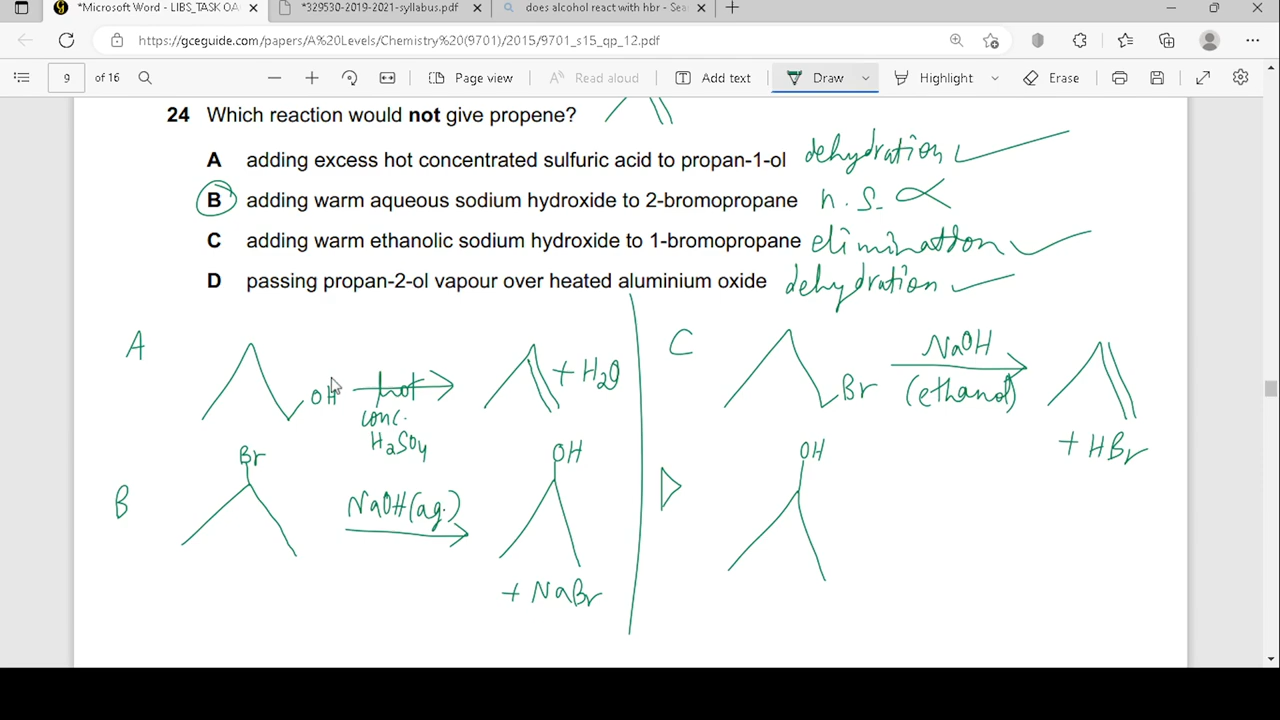 *Microsoft Word - LIBS_TASK OA
*329530-2019-2021-syllabus.pdf
does alcohol react with hbr - Sear
https://gceguide.com/papers/A%20Levels/Chemistry%20(9701)/2015/9701_s15_qp_12.pdf
9 of 16
Page view
Read aloud
Add text
Draw
Highlight
Erase
24 Which reaction would not give propene?
A adding excess hot concentrated sulfuric acid to propan-1-ol dehydration
B adding warm aqueous sodium hydroxide to 2-bromopropane n.S.
C adding warm ethanolic sodium hydroxide to 1-bromopropane elimination
D passing propan-2-ol vapour over heated aluminium oxide dehydration
A
OH
hot
conc.
H2SO4
+ H2O
B
Br
NaOH(aq.)
OH
+ NaBr
C
Br
NaOH
(ethanol)
+ HBr
D
OH